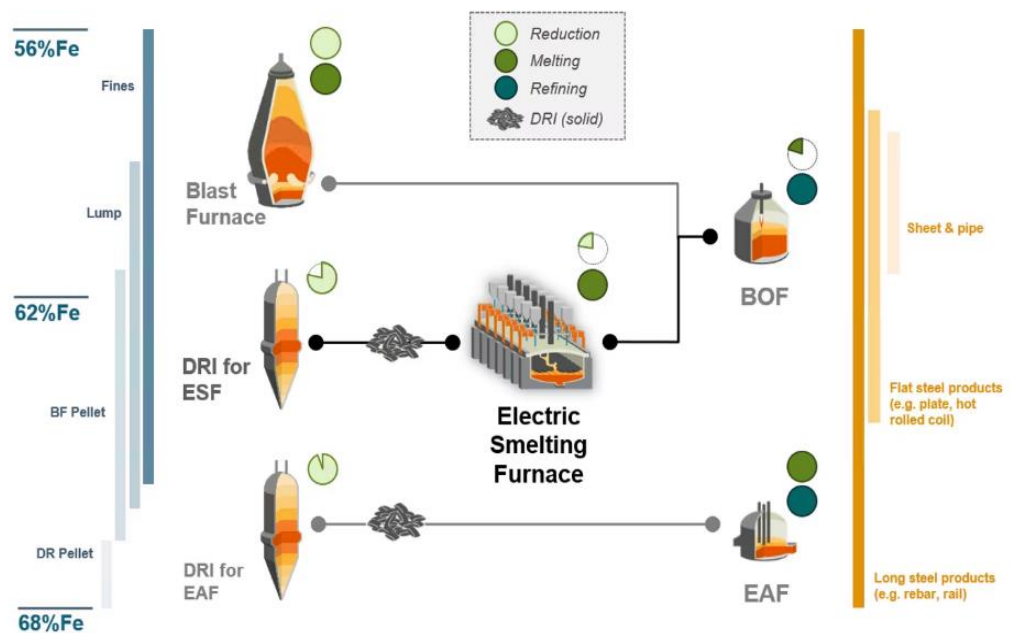 56%Fe
Fines
Lump
62%Fe
BF Pellet
DR Pellet
68%Fe
Reduction
Melting
Refining
DRI (solid)
Blast
Furnace
DRI for
ESF
Electric
Smelting
Furnace
DRI for
EAF
BOF
EAF
Sheet & pipe
Flat steel products
(e.g. plate, hot
rolled coil)
Long steel products
(e.g. rebar, rail)